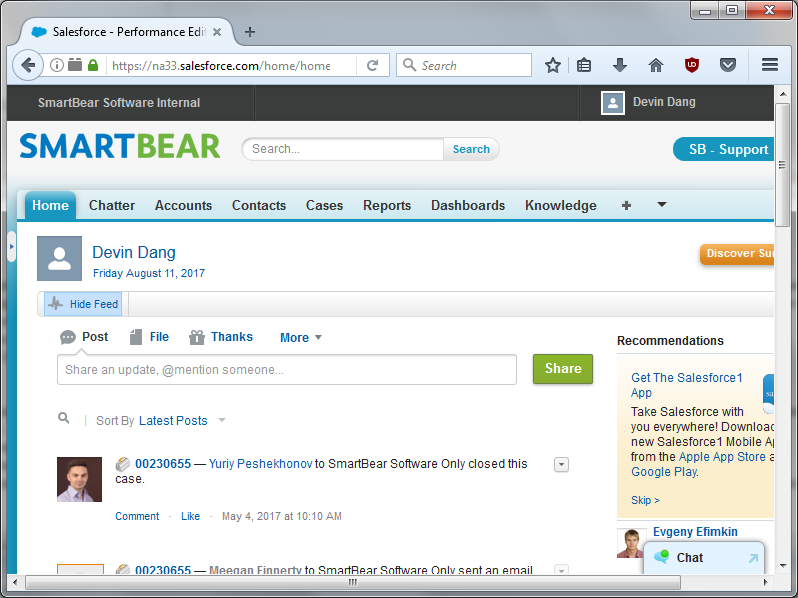 Salesforce - Performance Edi
https://na33.salesforce.com/home/home
Search
SmartBear Software Internal
Devin Dang
SMARTBEAR
Search...
Search
SB - Support
Home
Chatter
Accounts
Contacts
Cases
Reports
Dashboards
Knowledge
Devin Dang
Friday August 11, 2017
Discover Su
Hide Feed
Post
File
Thanks
More
Share an update, @mention someone...
Share
Sort By Latest Posts
00230655 — Yuriy Peshekhonov to SmartBear Software Only closed this
case.
Comment · Like · May 4, 2017 at 10:10 AM
00230655 — Meegan Finnerty to SmartBear Software Only sent an email
Recommendations
Get The Salesforce1
App
Take Salesforce with
you everywhere! Download
new Salesforce1 Mobile Ap
from the Apple App Store a
Google Play.
Skip >
Evgeny Efimkin
Chat